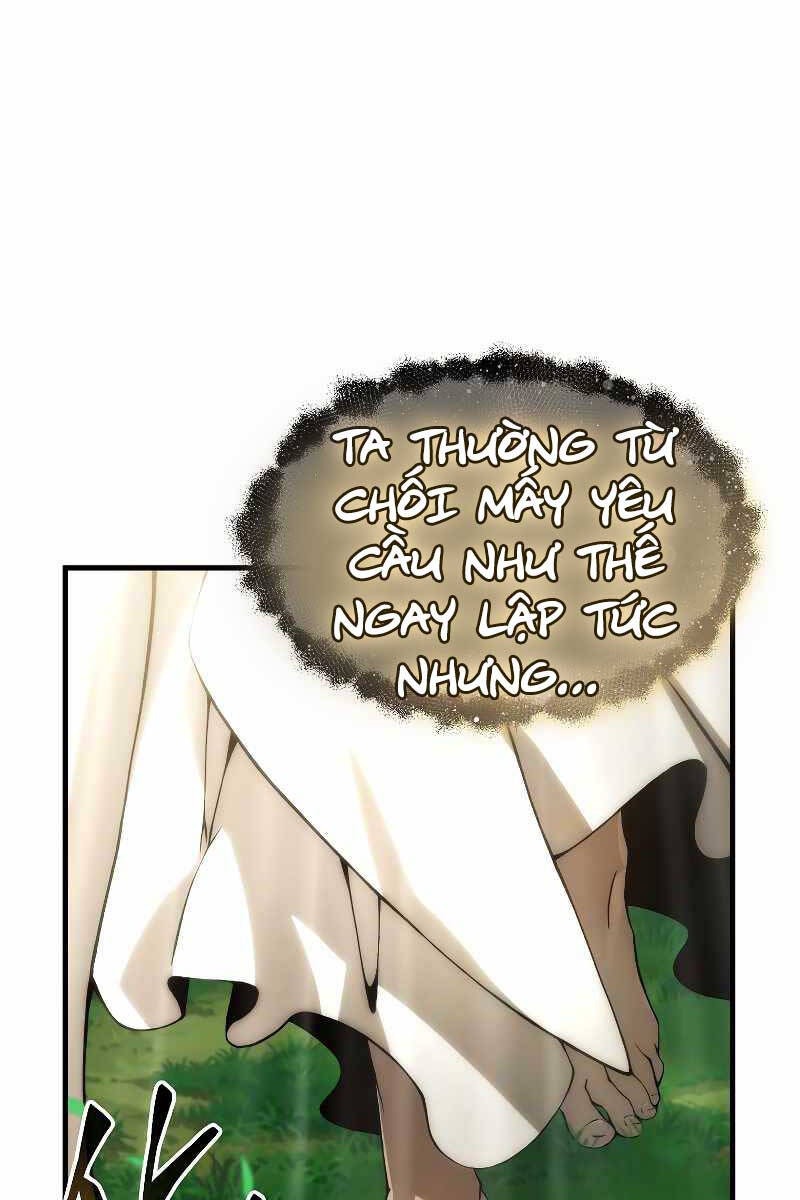 TA THƯỜNG TỪ
CHỐI MẤY YÊU
CẦU NHƯ THẾ
NGAY LẬP TỨC
NHƯNG...